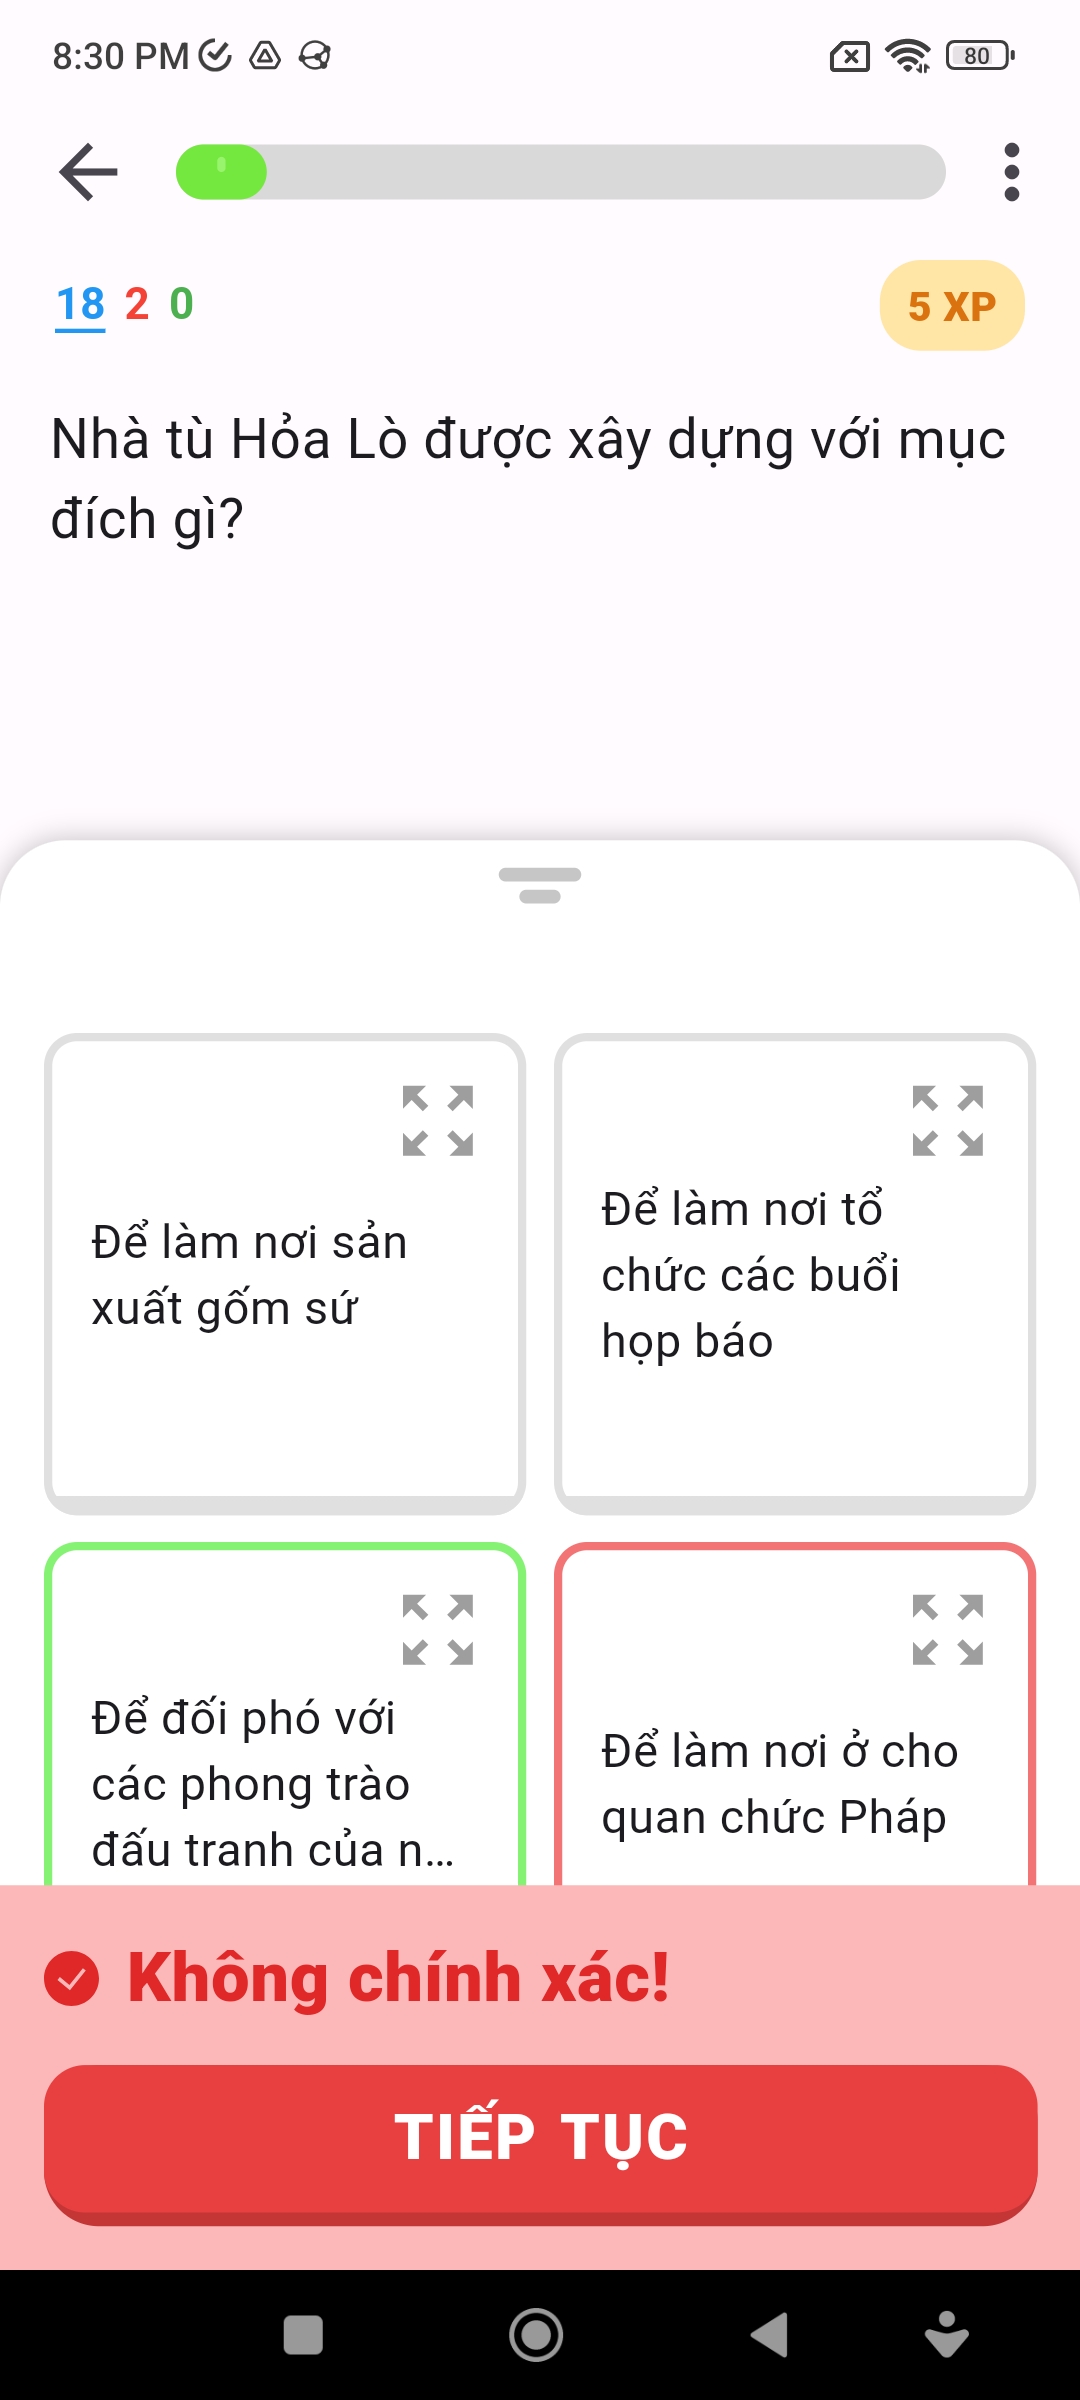 8:30 PM
80
18 2 0
5 XP
Nhà tù Hỏa Lò được xây dựng với mục
đích gì?
Để làm nơi sản
xuất gốm sứ
Để làm nơi tổ
chức các buổi
họp báo
Để đối phó với
các phong trào
đấu tranh của n...
Để làm nơi ở cho
quan chức Pháp
Không chính xác!
TIẾP TỤC